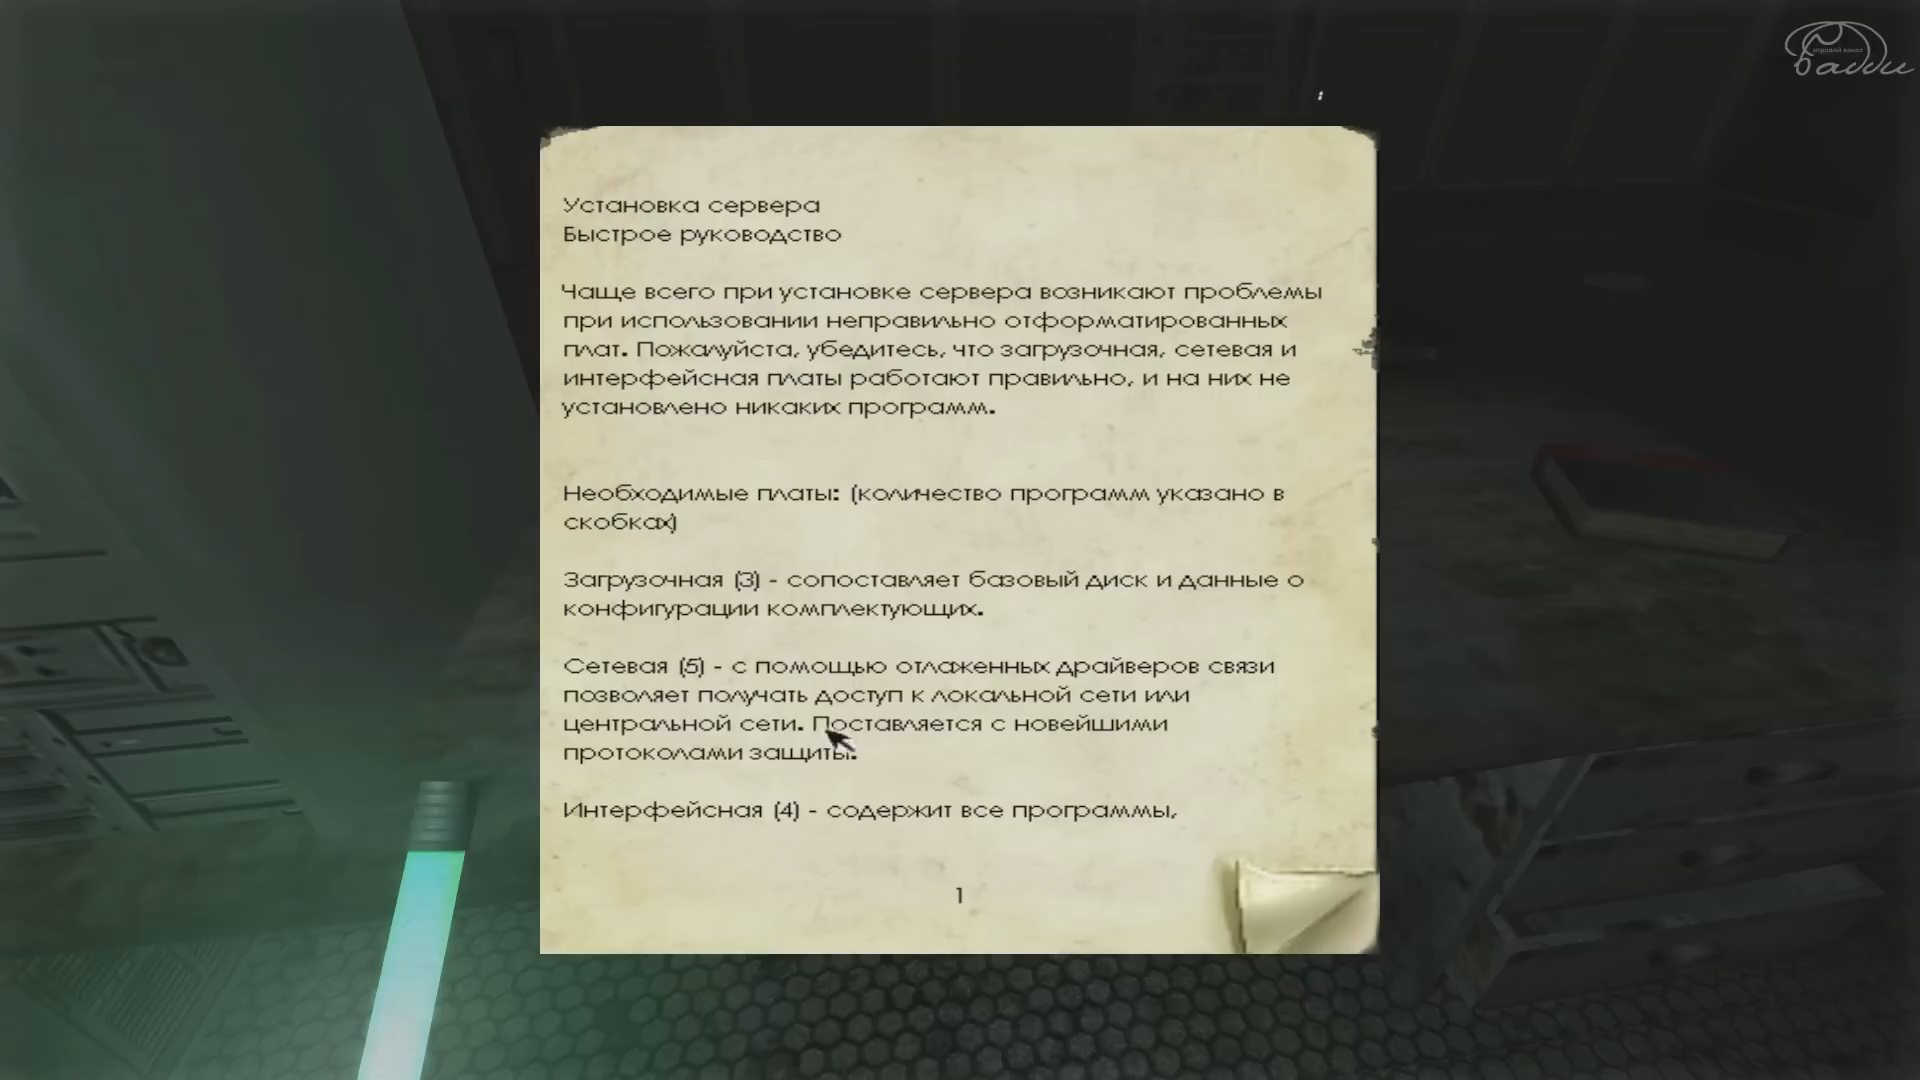 игровой канал
Бадди
Установка сервера
Быстрое руководство
Чаще всего при установке сервера возникают проблемы
при использовании неправильно отформатированных
плат. Пожалуйста, убедитесь, что загрузочная, сетевая и
интерфейсная платы работают правильно, и на них не
установлено никаких программ.
Необходимые платы: (количество программ указано в
скобках)
Загрузочная (3) - сопоставляет базовый диск и данные о
конфигурации комплектующих.
Сетевая (5) - с помощью отлаженных драйверов связи
позволяет получать доступ к локальной сети или
центральной сети. Поставляется с новейшими
протоколами защиты.
Интерфейсная (4) - содержит все программы,
1